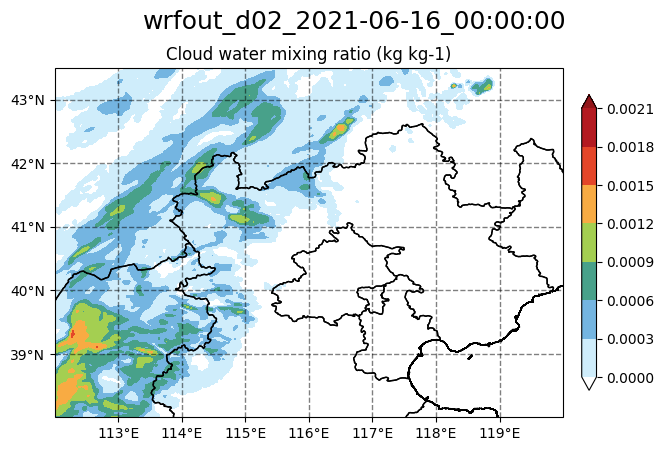 wrfout_d02_2021-06-16_00:00:00
Cloud water mixing ratio (kg kg-1)
43°N
42°N
41°N
40°N
39°N
113°E 114°E 115°E 116°E 117°E 118°E 119°E
0.0021
0.0018
0.0015
0.0012
0.0009
0.0006
0.0003
0.0000